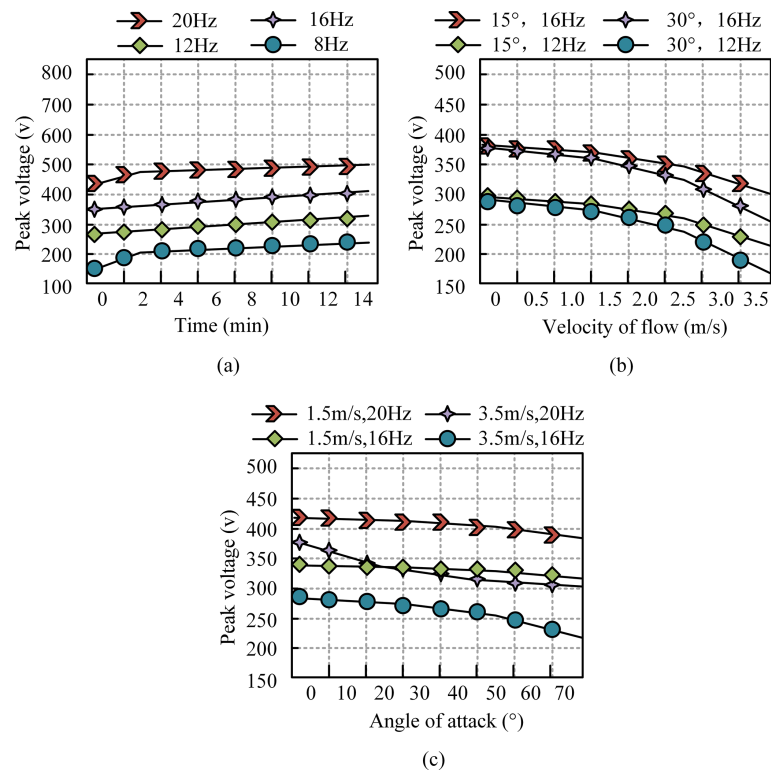 20Hz 16Hz
12Hz 8Hz
Peak voltage (v)
800
700
600
500
400
300
200
100
0 2 4 6 8 10 12 14
Time (min)
(a)
15°，16Hz 30°，16Hz
15°，12Hz 30°，12Hz
Peak voltage (v)
500
450
400
350
300
250
200
150
0 0.5 1.0 1.5 2.0 2.5 3.0 3.5
Velocity of flow (m/s)
(b)
1.5m/s,20Hz 3.5m/s,20Hz
1.5m/s,16Hz 3.5m/s,16Hz
Peak voltage (v)
500
450
400
350
300
250
200
150
0 10 20 30 40 50 60 70
Angle of attack (°)
(c)